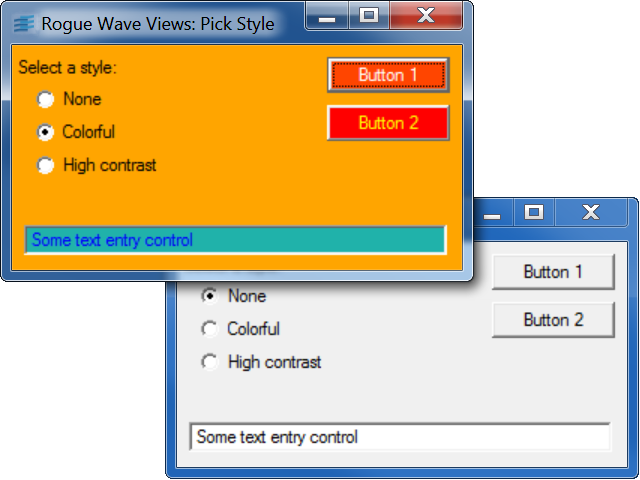 Rogue Wave Views: Pick Style
Select a style:
None
Colorful
High contrast
Button 1
Button 2
Some text entry control
None
Colorful
High contrast
Button 1
Button 2
Some text entry control